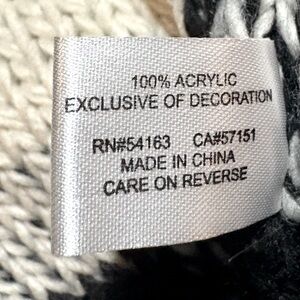 100% ACRYLIC
EXCLUSIVE OF DECORATION
RN#54163 CA#57151
MADE IN CHINA
CARE ON REVERSE